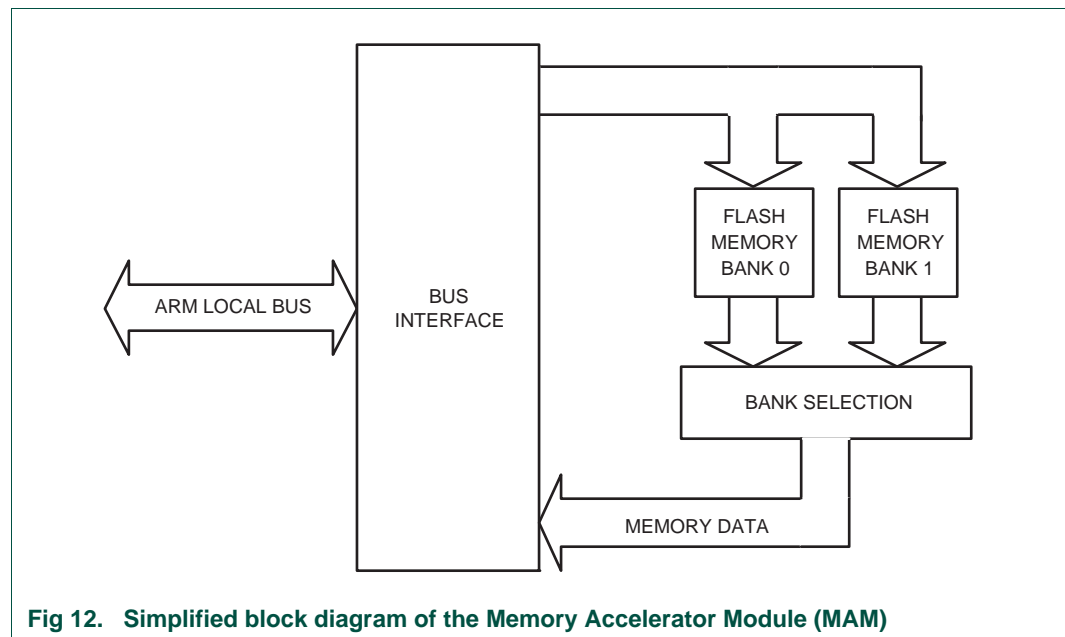 FLASH
MEMORY
BANK 0
FLASH
MEMORY
BANK 1
ARM LOCAL BUS
BUS
INTERFACE
BANK SELECTION
MEMORY DATA
Fig 12. Simplified block diagram of the Memory Accelerator Module (MAM)